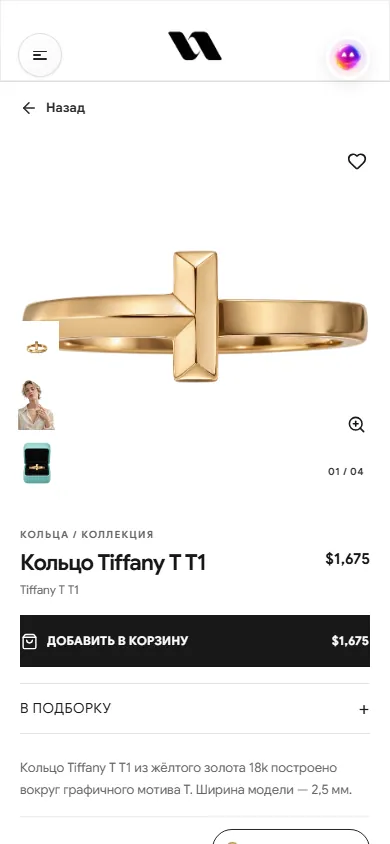 Назад
01 / 04
КОЛЬЦА / КОЛЛЕКЦИЯ
Кольцо Tiffany T T1
$1,675
Tiffany T T1
ДОБАВИТЬ В КОРЗИНУ
$1,675
В ПОДБОРКУ
+
Кольцо Tiffany T T1 из жёлтого золота 18k построено
вокруг графичного мотива T. Ширина модели — 2,5 мм.